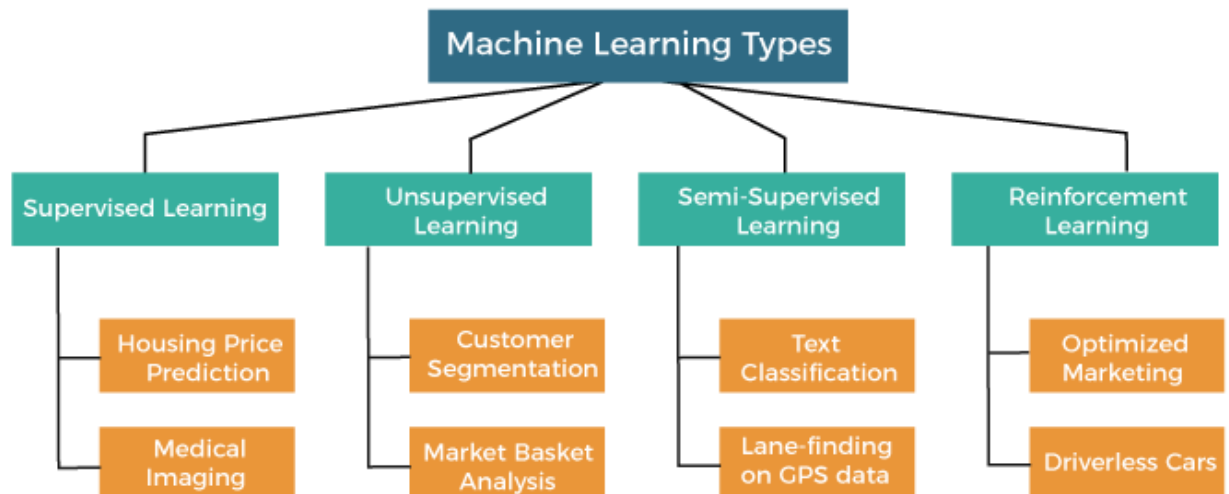 Machine Learning Types
Supervised Learning
Unsupervised
Learning
Semi-Supervised
Learning
Reinforcement
Learning
Housing Price
Prediction
Customer
Segmentation
Text
Classification
Optimized
Marketing
Medical
Imaging
Market Basket
Analysis
Lane-finding
on GPS data
Driverless Cars